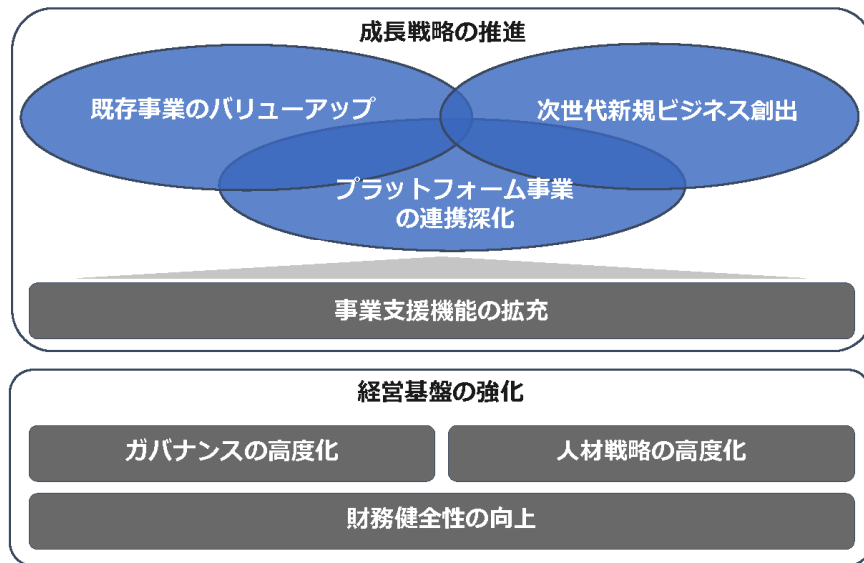 成長戦略の推進
既存事業のバリューアップ
次世代新規ビジネス創出
プラットフォーム事業
の連携深化
事業支援機能の拡充
経営基盤の強化
ガバナンスの高度化
人材戦略の高度化
財務健全性の向上